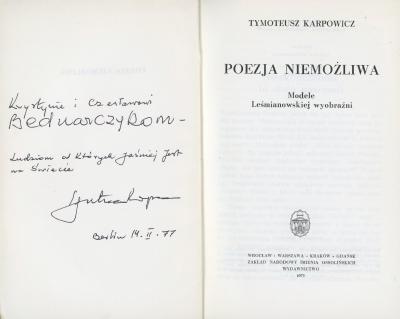 Krystynie i Czesławowi
Bednarczykom –
Ludziom od których jaśniej jest
na świecie
Berlin 14. II. 77
TYMOTEUSZ KARPOWICZ
POEZJA NIEMOŻLIWA
Modele
Leśmianowskiej wyobraźni
WROCŁAW · WARSZAWA · KRAKÓW · GDAŃSK
ZAKŁAD NARODOWY IMIENIA OSSOLIŃSKICH
WYDAWNICTWO
1975